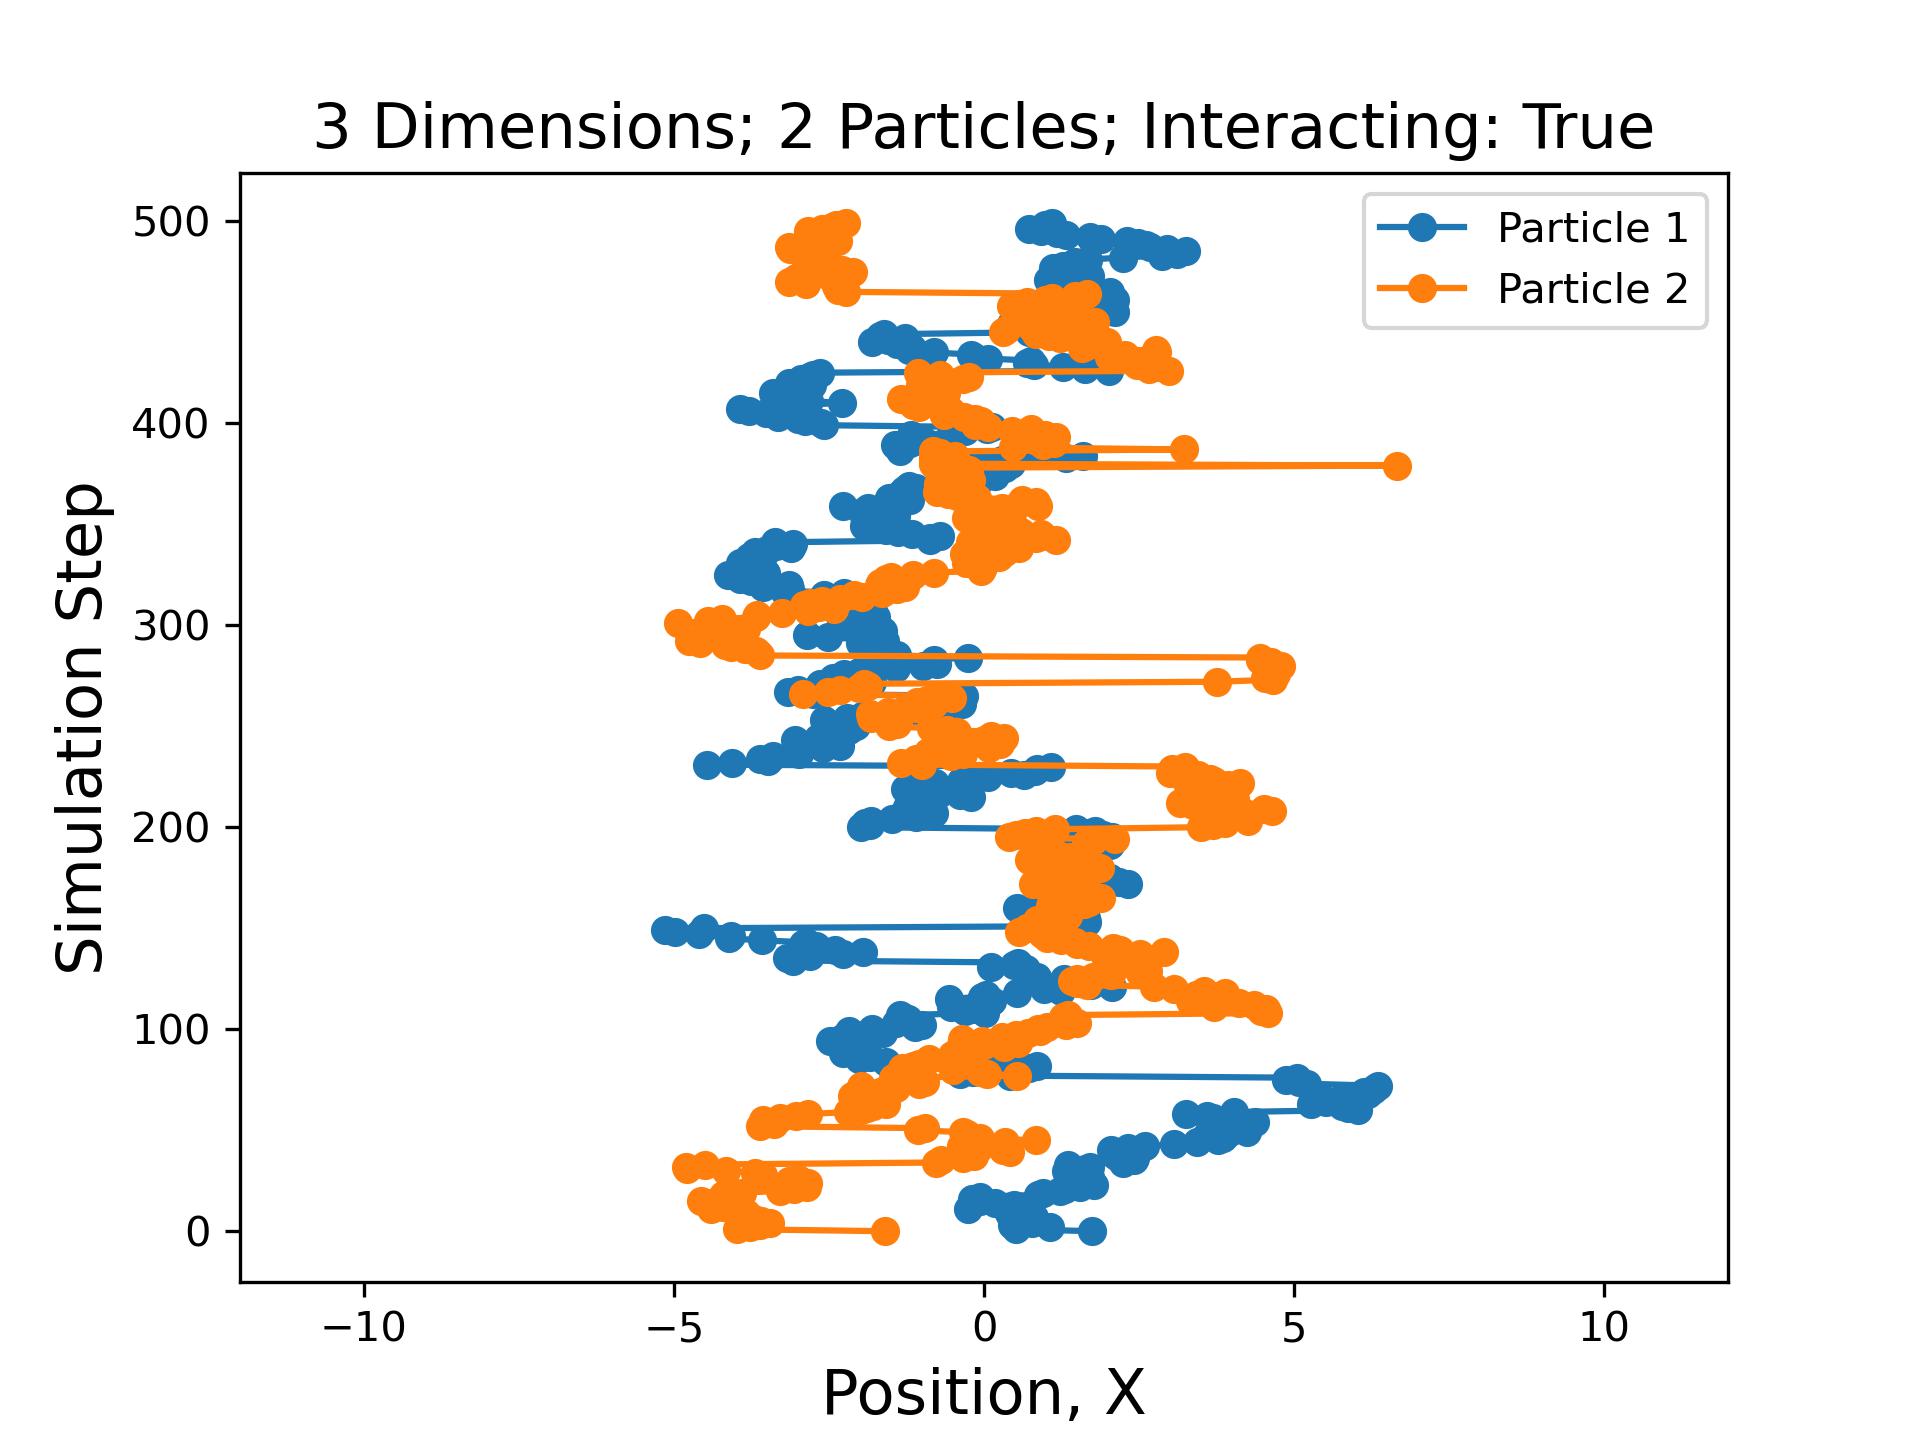 3 Dimensions; 2 Particles; Interacting: True
Particle 1
Particle 2
Simulation Step
500
400
300
200
100
0
−10
−5
0
5
10
Position, X